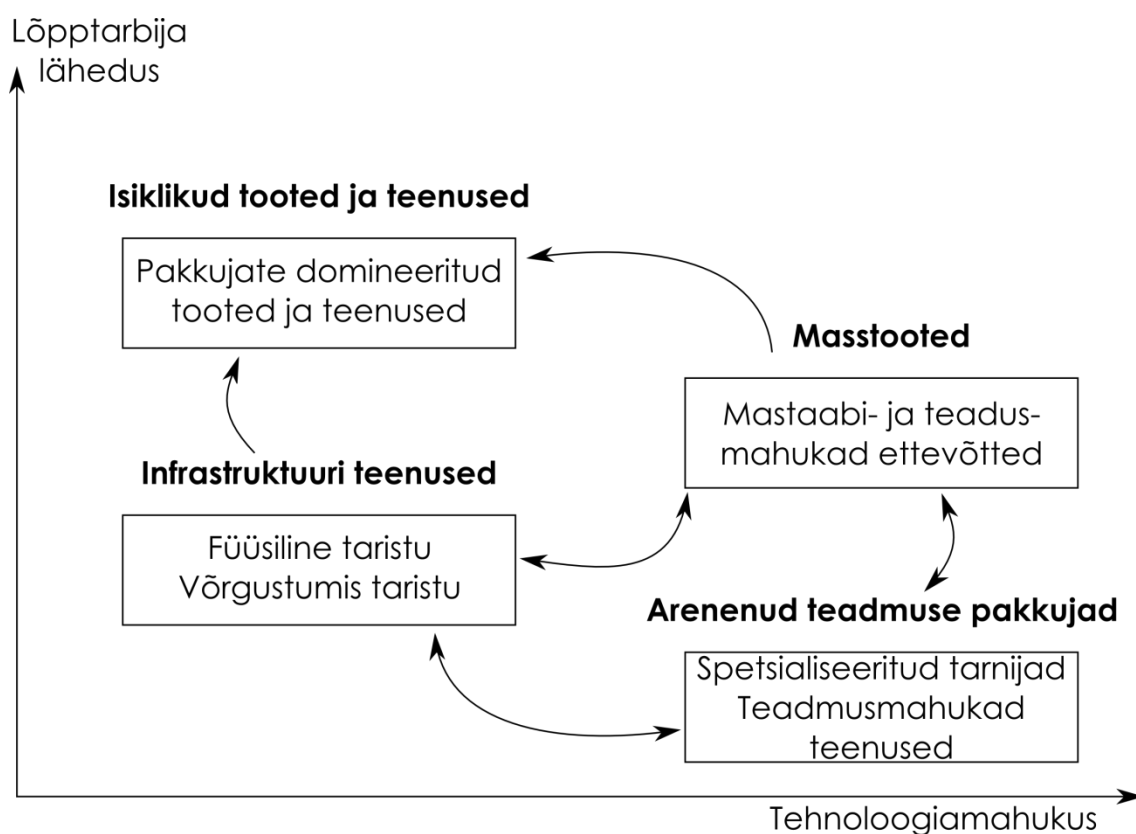 Lõpptarbija
lähedus
Isiklikud tooted ja teenused
Pakkujate domineeritud
tooted ja teenused
Masstooted
Mastaabi- ja teadus-
mahukad ettevõtted
Infrastruktuuri teenused
Füüsiline taristu
Võrgustumis taristu
Arenenud teadmuse pakkujad
Spetsialiseeritud tarnijad
Teadmusmahukad
teenused
Tehnoloogiamahukus